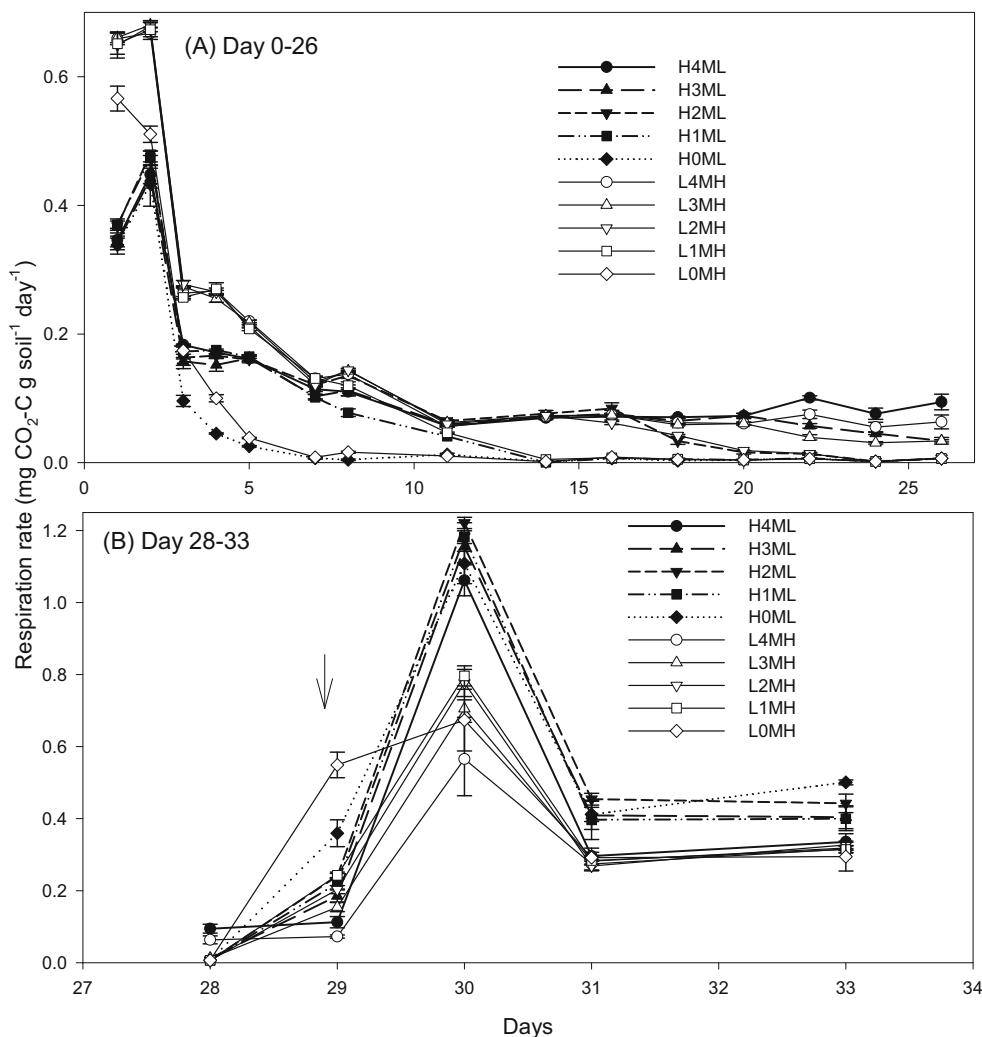 (A) Day 0-26
H4ML
H3ML
H2ML
H1ML
H0ML
L4MH
L3MH
L2MH
L1MH
L0MH
0.6
0.4
0.2
0.0
0 5 10 15 20 25
Respiration rate (mg CO₂-C g soil⁻¹ day⁻¹)
(B) Day 28-33
H4ML
H3ML
H2ML
H1ML
H0ML
L4MH
L3MH
L2MH
L1MH
L0MH
1.2
1.0
0.8
0.6
0.4
0.2
0.0
27 28 29 30 31 32 33 34
Days